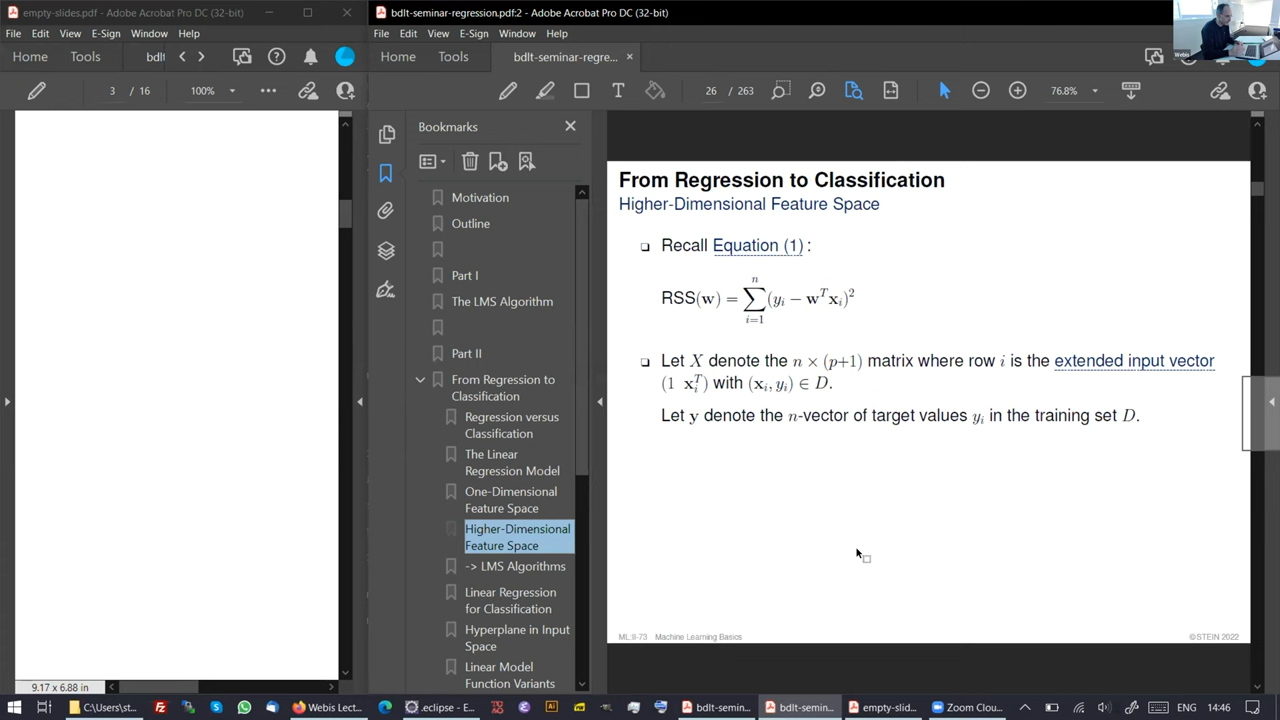 empty-slides.pdf - Adobe Acrobat Pro DC (32-bit)
File Edit View E-Sign Window Help
Home Tools bdlt
3 / 16 100%
9.17 x 6.88 in
bdlt-seminar-regression.pdf:2 - Adobe Acrobat Pro DC (32-bit)
File Edit View E-Sign Window Help
Home Tools bdlt-seminar-regre...
26 / 263 76.8%
Bookmarks
Motivation
Outline
Part I
The LMS Algorithm
Part II
From Regression to
Classification
Regression versus
Classification
The Linear
Regression Model
One-Dimensional
Feature Space
Higher-Dimensional
Feature Space
-> LMS Algorithms
Linear Regression
for Classification
Hyperplane in Input
Space
Linear Model
Function Variants
Webis
From Regression to Classification
Higher-Dimensional Feature Space
Recall Equation (1) :
RSS(w) = ∑_{i=1}^{n} (y_i − w^T x_i)^2
Let X denote the n × (p+1) matrix where row i is the extended input vector
(1 x_i^T) with (x_i, y_i) ∈ D.
Let y denote the n-vector of target values y_i in the training set D.
ML:II-73 Machine Learning Basics ©STEIN 2022
C:\Users\st... Webis Lect... .eclipse - E... bdlt-semin... bdlt-semin... empty-slid... Zoom Clou... ENG 14:46